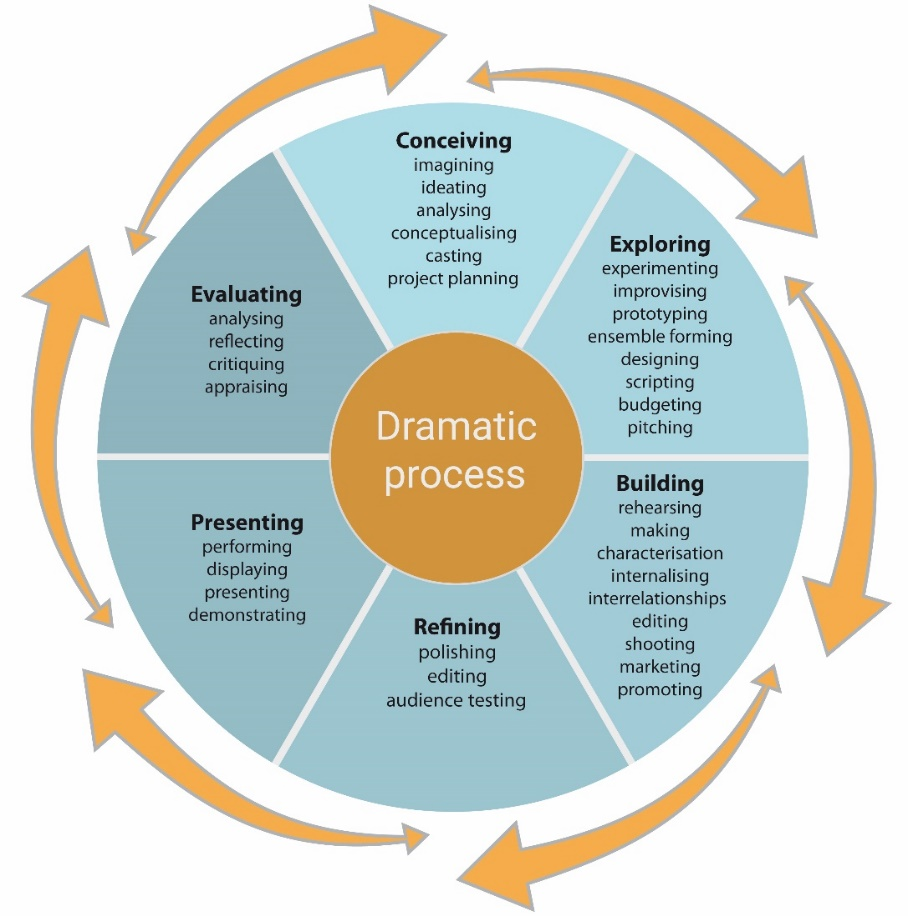 Conceiving
imagining
ideating
analysing
conceptualising
casting
project planning
Exploring
experimenting
improvising
prototyping
ensemble forming
designing
scripting
budgeting
pitching
Building
rehearsing
making
characterisation
internalising
interrelationships
editing
shooting
marketing
promoting
Refining
polishing
editing
audience testing
Presenting
performing
displaying
presenting
demonstrating
Evaluating
analysing
reflecting
critiquing
appraising
Dramatic
process